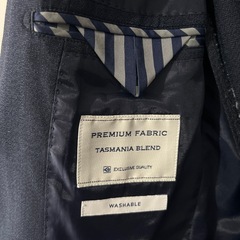 PREMIUM FABRIC
TASMANIA BLEND
EXCLUSIVE QUALITY
WASHABLE